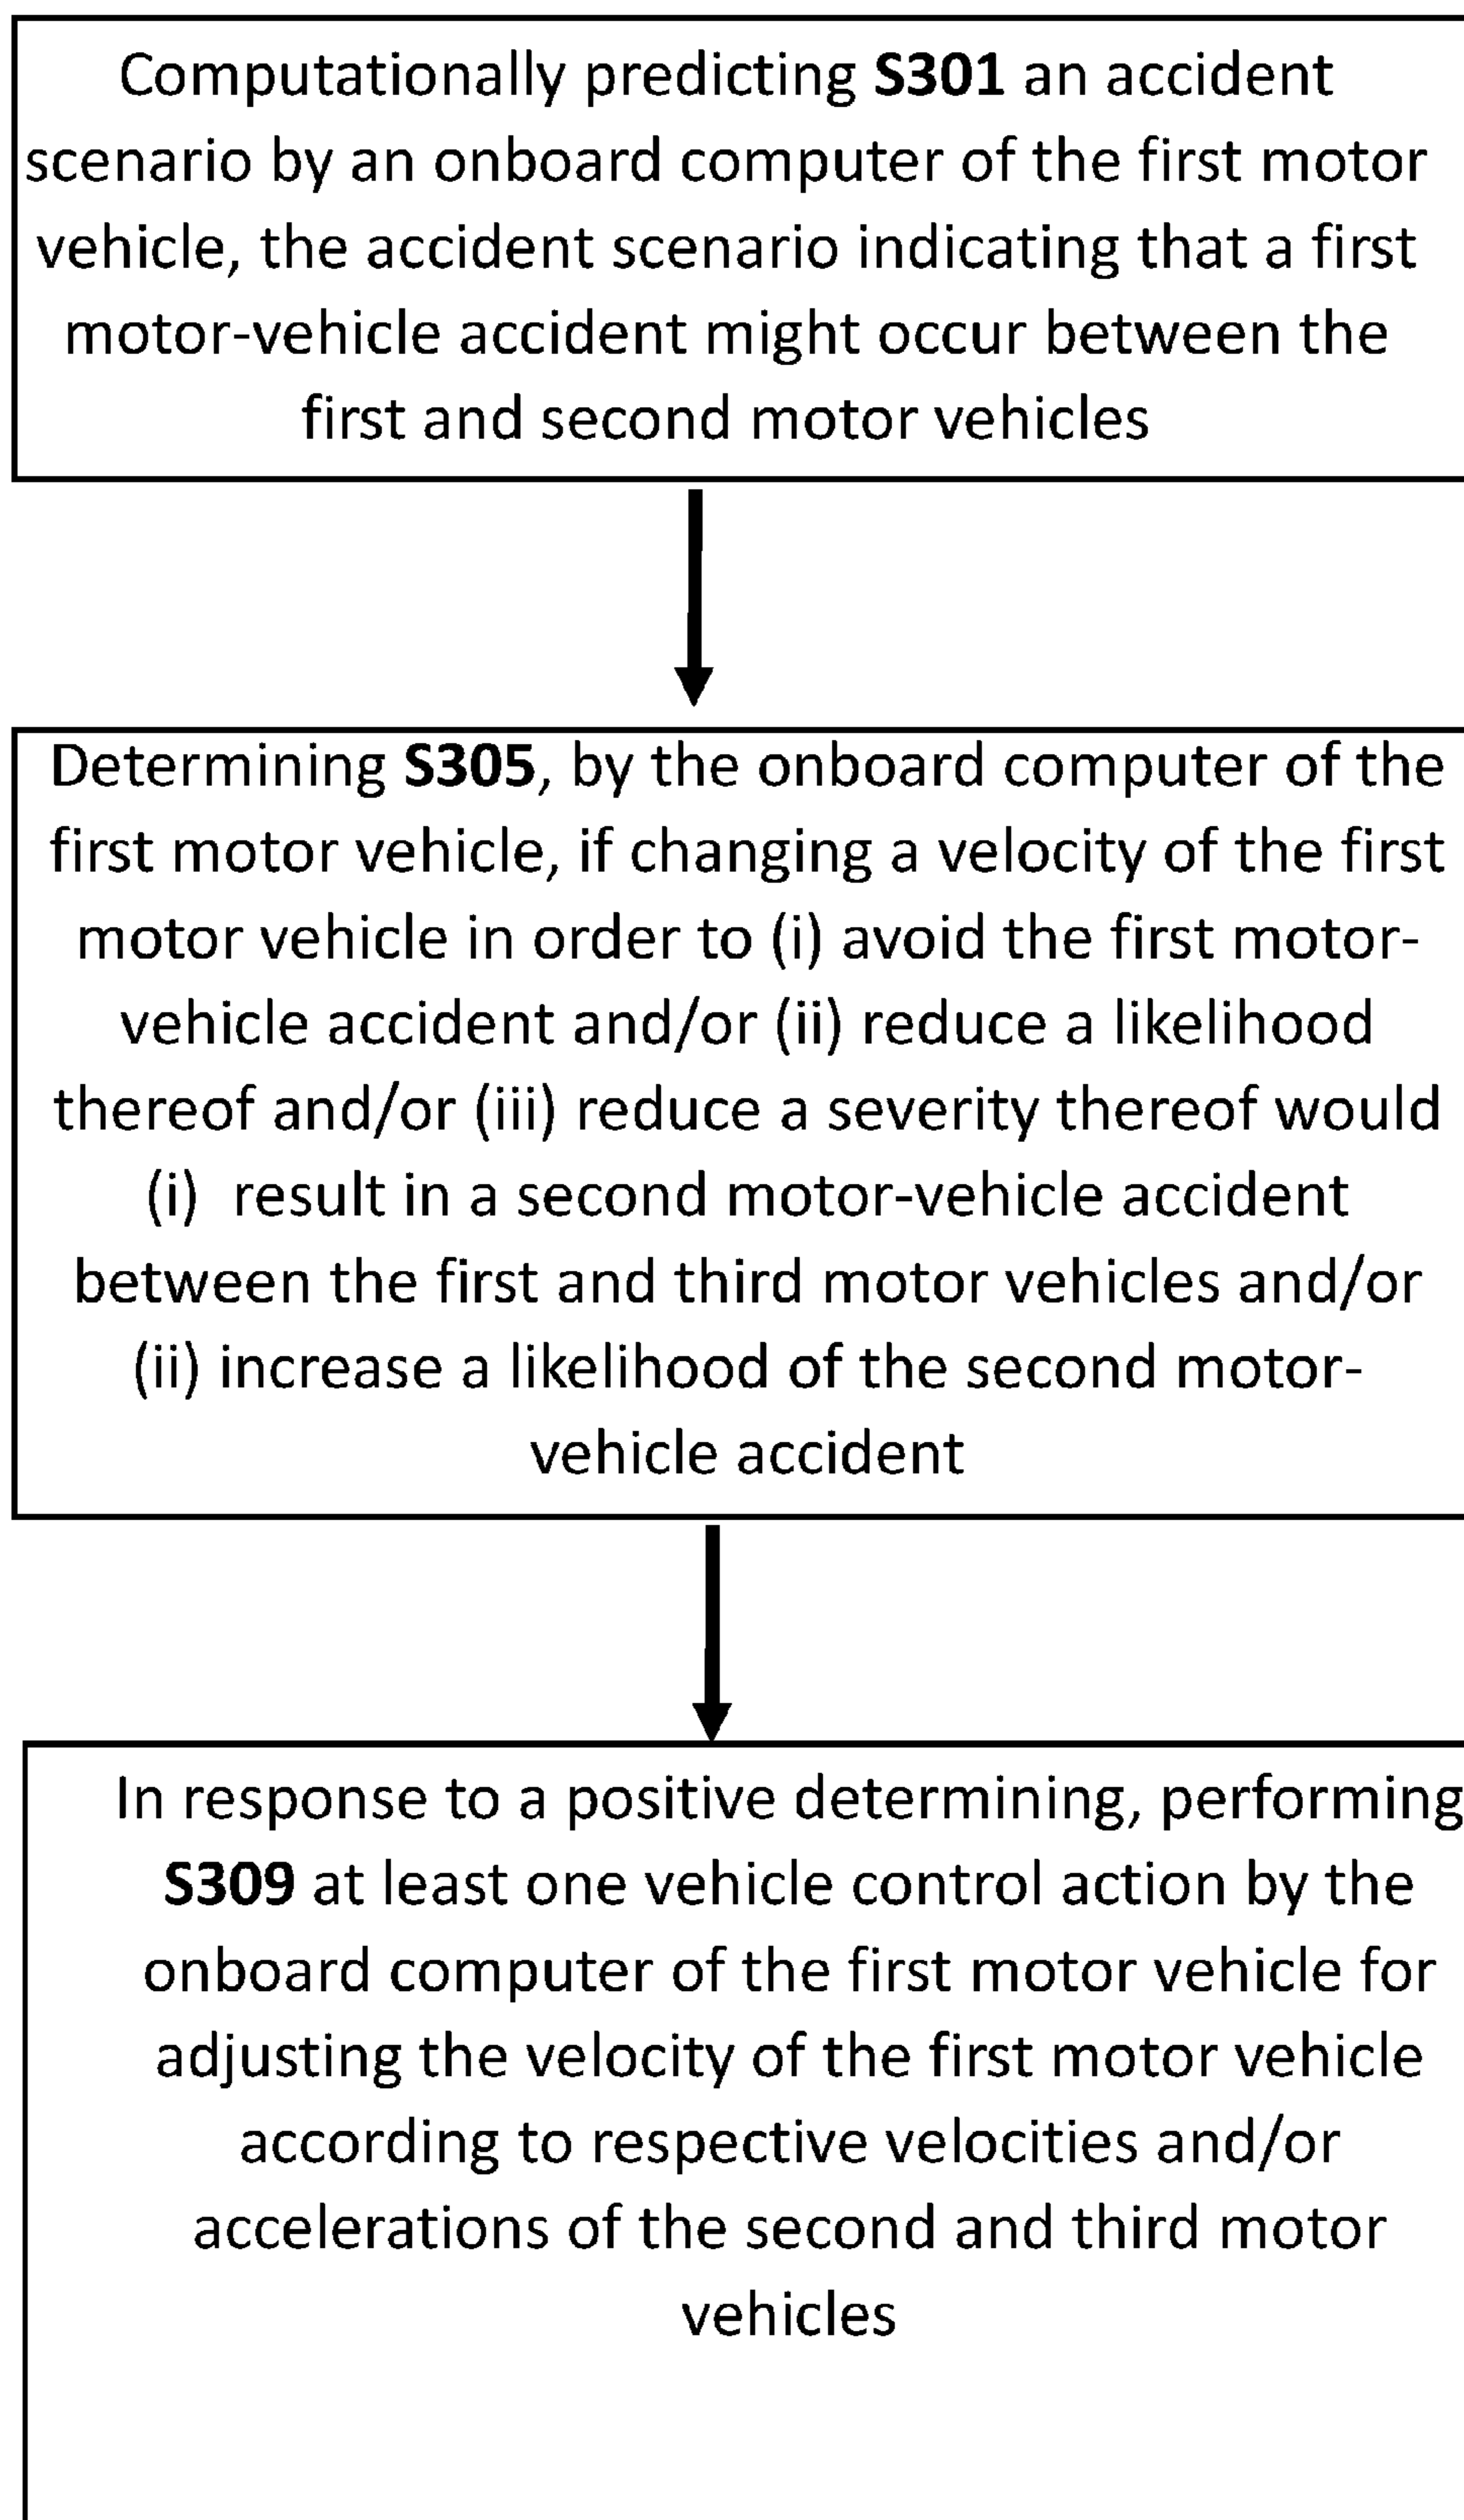 Computationally predicting S301 an accident
scenario by an onboard computer of the first motor
vehicle, the accident scenario indicating that a first
motor-vehicle accident might occur between the
first and second motor vehicles
Determining S305, by the onboard computer of the
first motor vehicle, if changing a velocity of the first
motor vehicle in order to (i) avoid the first motor-
vehicle accident and/or (ii) reduce a likelihood
thereof and/or (iii) reduce a severity thereof would
(i) result in a second motor-vehicle accident
between the first and third motor vehicles and/or
(ii) increase a likelihood of the second motor-
vehicle accident
In response to a positive determining, performing
S309 at least one vehicle control action by the
onboard computer of the first motor vehicle for
adjusting the velocity of the first motor vehicle
according to respective velocities and/or
accelerations of the second and third motor
vehicles